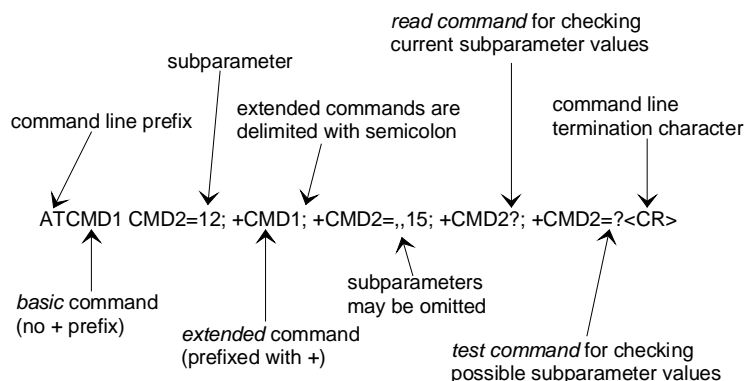 read command for checking
current subparameter values
subparameter
extended commands are
delimited with semicolon
command line
termination character
command line prefix
ATCMD1 CMD2=12; +CMD1; +CMD2=,,15; +CMD2?; +CMD2=?<CR>
basic command
(no + prefix)
extended command
(prefixed with +)
subparameters
may be omitted
test command for checking
possible subparameter values